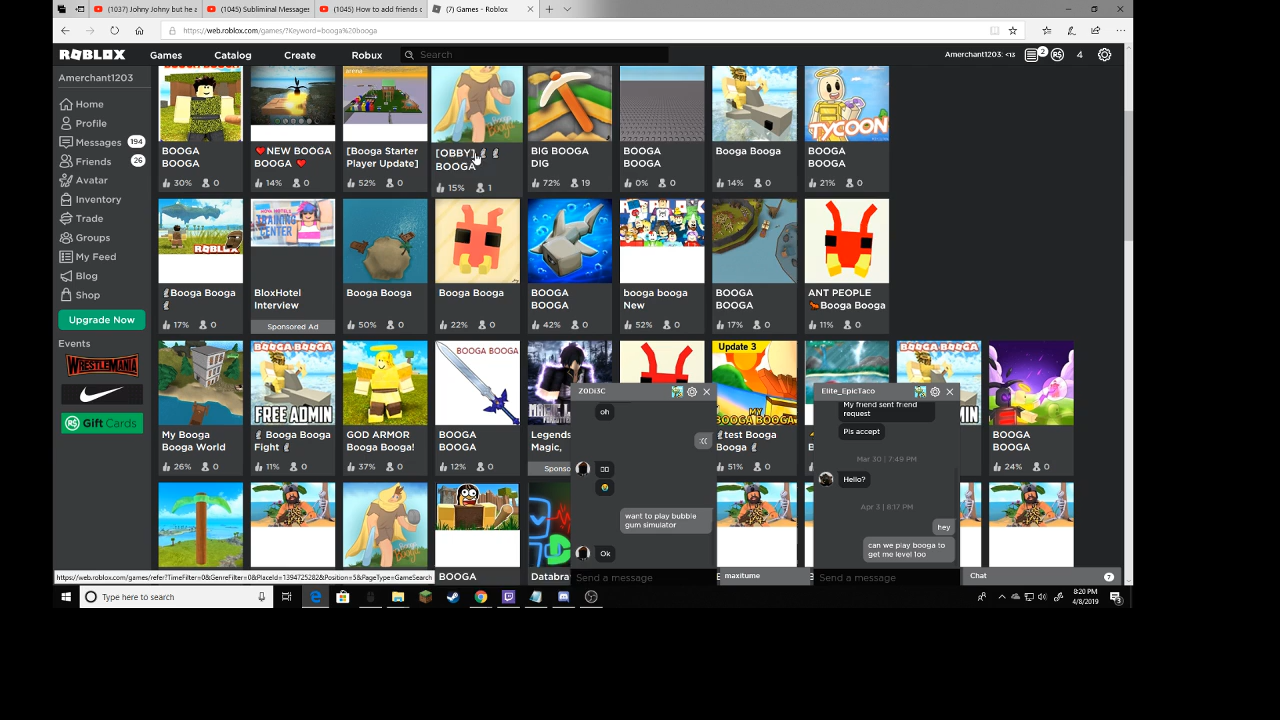 (1037) Johny Johny but he a
(1045) Subliminal Messages
(1045) How to add friends o
(7) Games - Roblox
https://web.roblox.com/games/?Keyword=booga%20booga
ROBLOX
Games
Catalog
Create
Robux
Search
Amerchant1203: <13
2
4
Amerchant1203
Home
Profile
Messages 194
Friends 26
Avatar
Inventory
Trade
Groups
My Feed
Blog
Shop
Upgrade Now
Events
WRESTLEMANIA
Gift Cards
BOOGA
BOOGA
30% 0
NEW BOOGA
BOOGA
14% 0
[Booga Starter
Player Update]
52% 0
[OBBY]
BOOGA
15% 1
BIG BOOGA
DIG
72% 19
BOOGA
BOOGA
0% 0
Booga Booga
14% 0
TYCOON
BOOGA
BOOGA
21% 0
ROBLOX
Booga Booga
17% 0
TRAINING
CENTER
BloxHotel
Interview
Sponsored Ad
Booga Booga
50% 0
Booga Booga
22% 0
BOOGA
BOOGA
42% 0
booga booga
New
52% 0
BOOGA
BOOGA
17% 0
ANT PEOPLE
Booga Booga
11% 0
My Booga
Booga World
26% 0
BOOGA BOOGA
FREE ADMIN
Booga Booga
Fight
11% 0
GOD ARMOR
Booga Booga!
37% 0
BOOGA BOOGA
BOOGA
BOOGA
12% 0
Legends
Magic,
Sponso
Update 3
MY
BOOGA BOOGA
test Booga
Booga
51% 0
BOOGA BOOGA
BOOGA
BOOGA
24% 0
BOOGA
Databra
Z0Di3C
oh
:((
want to play bubble
gum simulator
Ok
Send a message
maxitume
Elite_EpicTaco
My friend sent friend
request
Pls accept
Mar 30 | 7:49 PM
Hello?
Apr 3 | 8:17 PM
hey
can we play booga to
get me level too
Send a message
Chat
?
https://web.roblox.com/games/refer?TimeFilter=0&GenreFilter=0&PlaceId=1394725282&Position=5&PageType=GameSearch
Type here to search
8:20 PM
4/8/2019
3